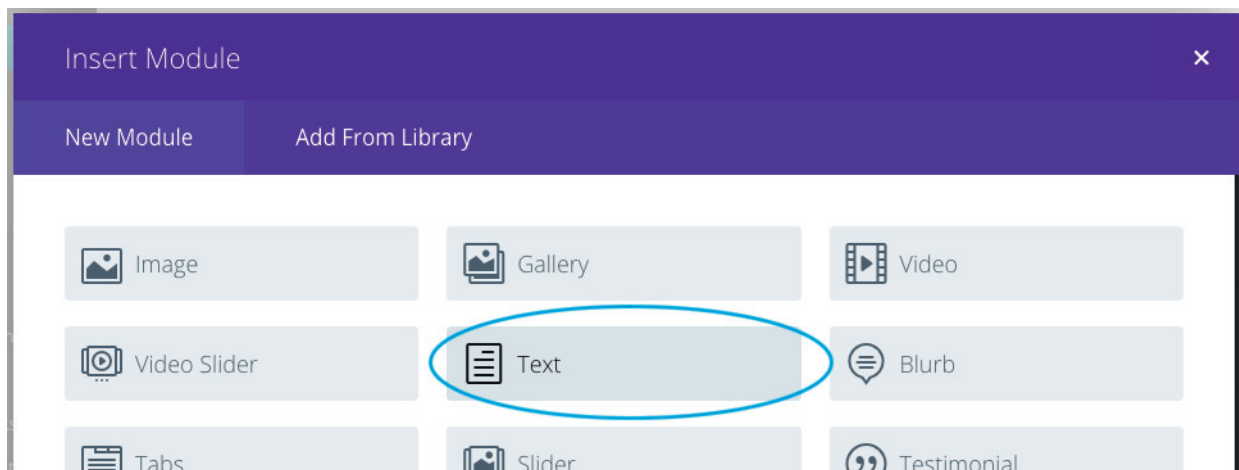 Insert Module
New Module Add From Library
Image Gallery Video
Video Slider Text Blurb
Tabs Slider Testimonial